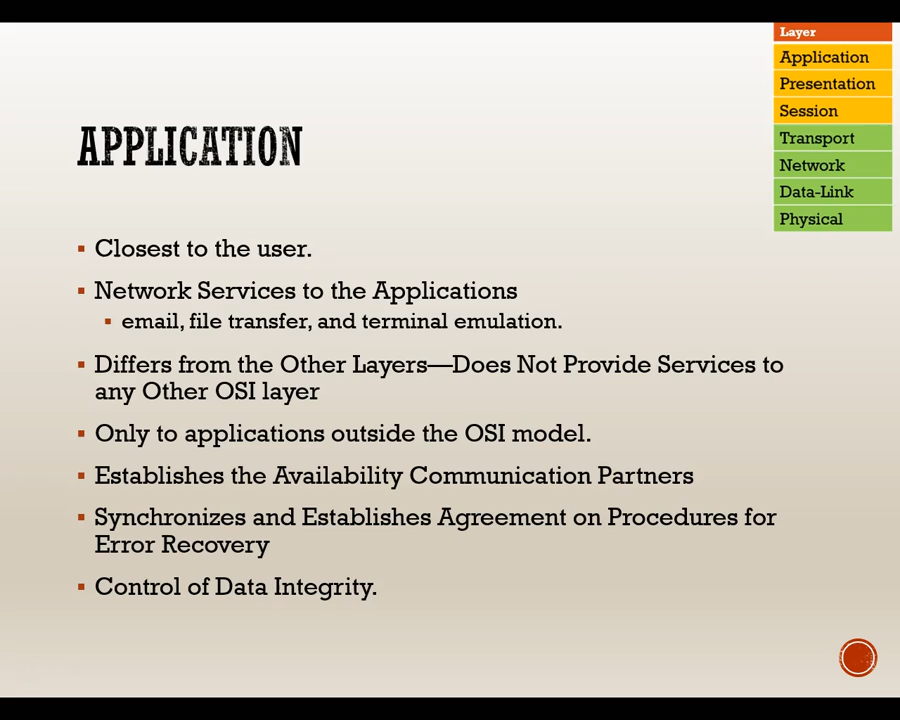 Layer
Application
Presentation
Session
Transport
Network
Data-Link
Physical
APPLICATION
▪ Closest to the user.
▪ Network Services to the Applications
▪ email, file transfer, and terminal emulation.
▪ Differs from the Other Layers—Does Not Provide Services to
any Other OSI layer
▪ Only to applications outside the OSI model.
▪ Establishes the Availability Communication Partners
▪ Synchronizes and Establishes Agreement on Procedures for
Error Recovery
▪ Control of Data Integrity.